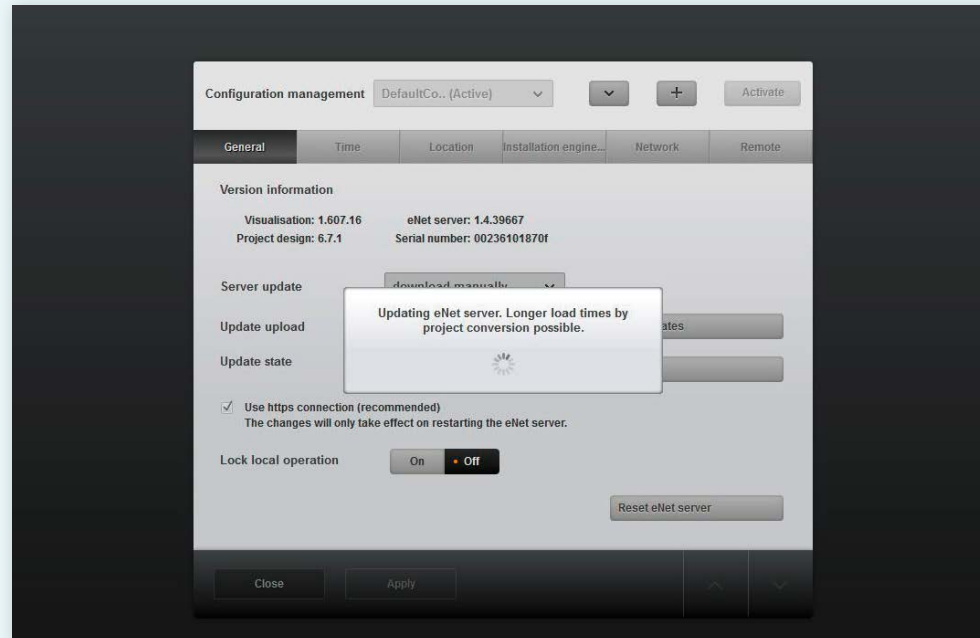 Configuration management DefaultCo.. (Active) Activate
General Time Location Installation engine... Network Remote
Version information
Visualisation: 1.607.16 eNet server: 1.4.39667
Project design: 6.7.1 Serial number: 00236101870f
Server update download manually
Updating eNet server. Longer load times by
project conversion possible.
Update upload
Update state
Use https connection (recommended)
The changes will only take effect on restarting the eNet server.
Lock local operation On Off
Reset eNet server
Close Apply